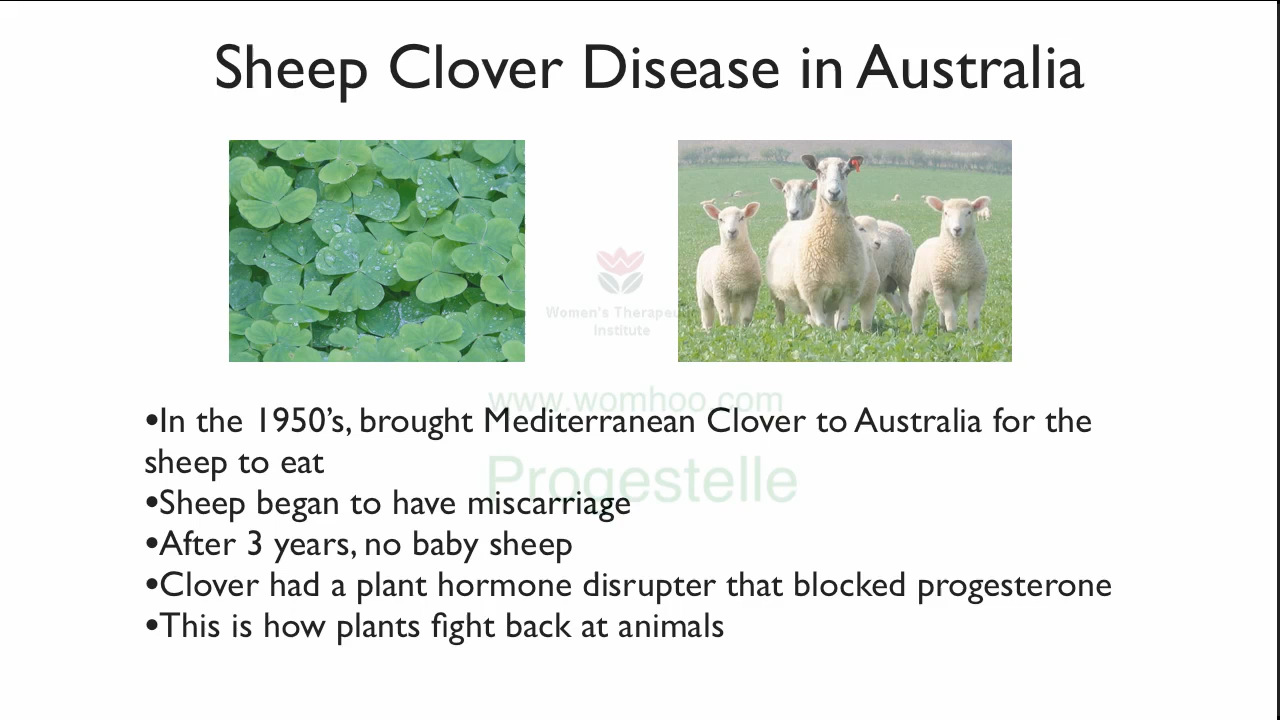 Sheep Clover Disease in Australia
Women's Therapeutic
Institute
www.womhoo.com
•In the 1950's, brought Mediterranean Clover to Australia for the
sheep to eat
Progestelle
•Sheep began to have miscarriage
•After 3 years, no baby sheep
•Clover had a plant hormone disrupter that blocked progesterone
•This is how plants fight back at animals